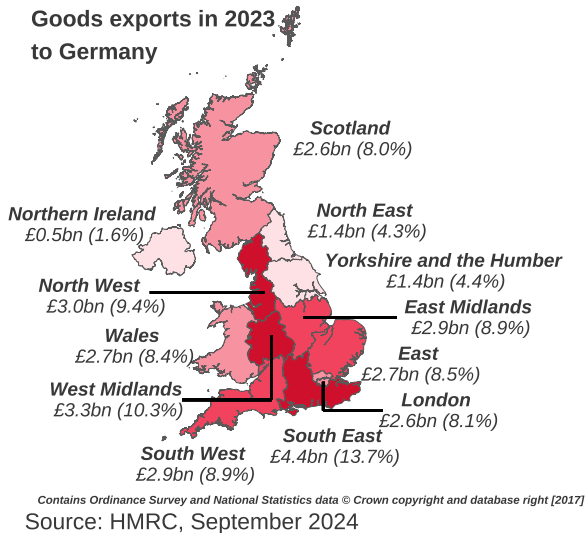 Goods exports in 2023
to Germany
Scotland
£2.6bn (8.0%)
Northern Ireland
£0.5bn (1.6%)
North East
£1.4bn (4.3%)
Yorkshire and the Humber
£1.4bn (4.4%)
North West
£3.0bn (9.4%)
East Midlands
£2.9bn (8.9%)
Wales
£2.7bn (8.4%)
East
£2.7bn (8.5%)
West Midlands
£3.3bn (10.3%)
London
£2.6bn (8.1%)
South East
£4.4bn (13.7%)
South West
£2.9bn (8.9%)
Contains Ordinance Survey and National Statistics data © Crown copyright and database right [2017]
Source: HMRC, September 2024